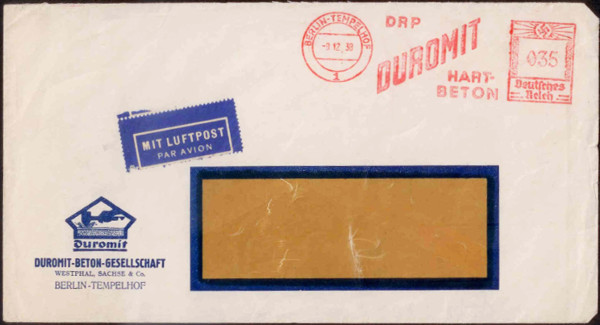 BERLIN-TEMPELHOF
12. 38
1
DRP
DUROMIT
HART-
BETON
035
Deutsches
Reich
MIT LUFTPOST
PAR AVION
Duromit
DUROMIT-BETON-GESELLSCHAFT
WESTPHAL, SACHSE & Co.
BERLIN-TEMPELHOF